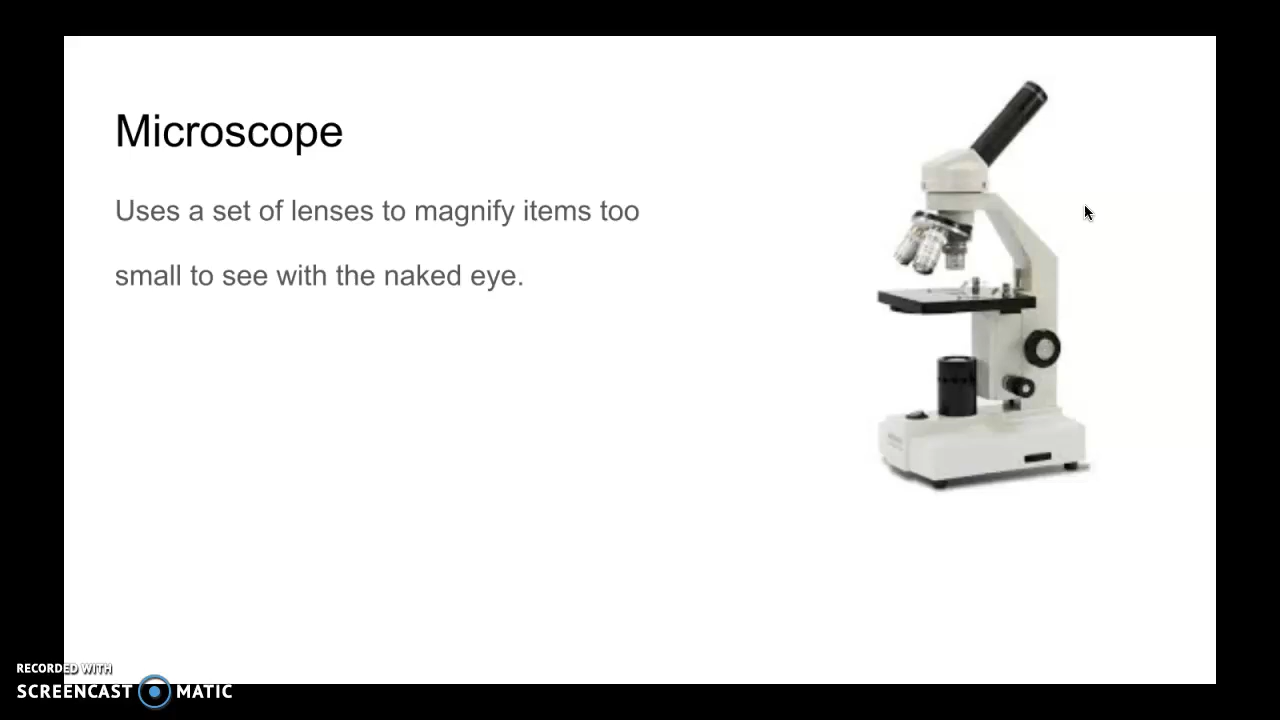 Microscope
Uses a set of lenses to magnify items too
small to see with the naked eye.
RECORDED WITH
SCREENCAST MATIC